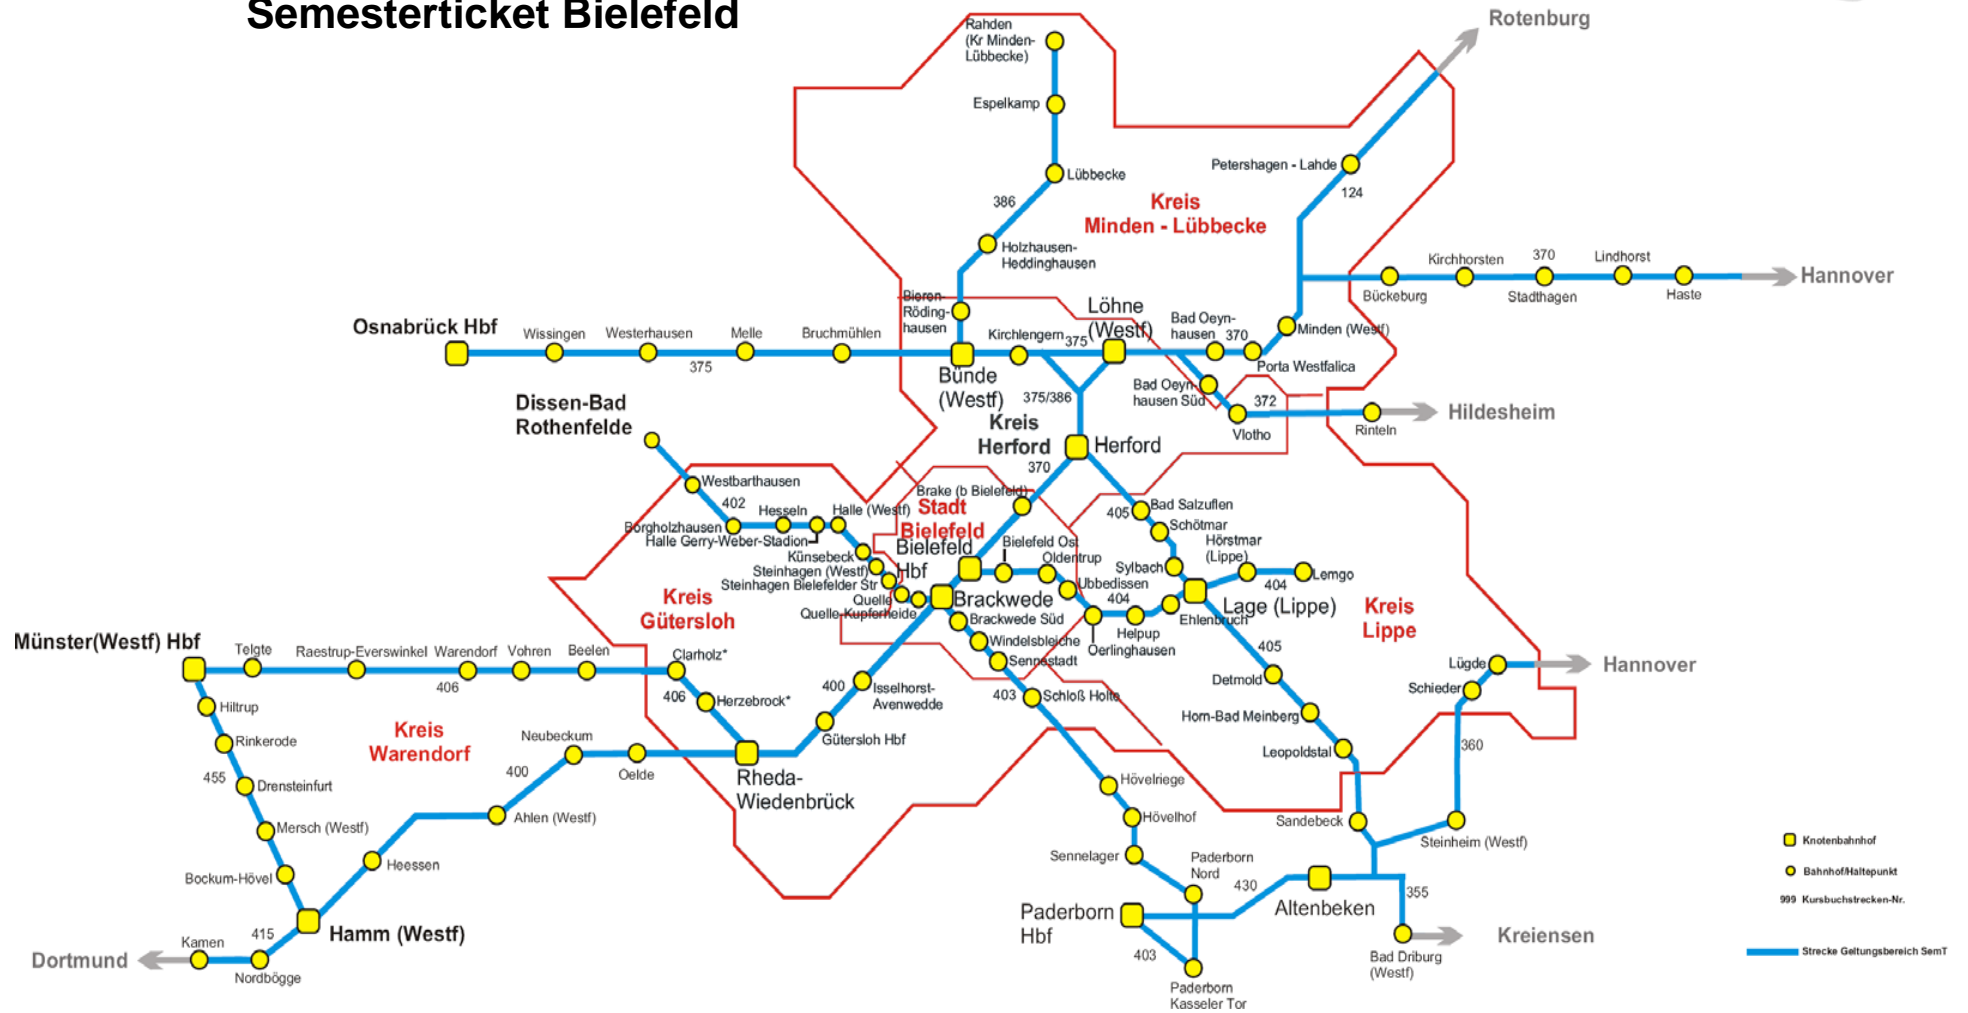 Semesterticket Bielefeld
Rotenburg
Rahden
(Kr Minden-
Lübbecke)
Espelkamp
Lübbecke
386
Holzhausen-
Heddinghausen
Petershagen - Lahde
124
Kreis
Minden - Lübbecke
Kirchhorsten
370
Lindhorst
Hannover
Bückeburg
Stadthagen
Haste
Bieren-
Röding-
hausen
Löhne
(Westf)
Osnabrück Hbf
Wissingen
Westerhausen
Melle
Bruchmühlen
375
Kirchlengern
375
Bad Oeyn-
hausen
370
Minden (Westf)
Porta Westfalica
Bünde
(Westf)
375/386
Bad Oeyn-
hausen Süd
372
Vlotho
Rinteln
Hildesheim
Dissen-Bad
Rothenfelde
Kreis
Herford
Herford
370
Westbarthausen
402
Borgholzhausen
Hesseln
Halle (Westf)
Halle Gerry-Weber-Stadion
Künsebeck
Steinhagen (Westf)
Steinhagen Bielefelder Str
Quelle
Quelle-Kupferheide
Brake (b Bielefeld)
Stadt
Bielefeld
Bielefeld
Hbf
Bielefeld Ost
Oldentrup
Ubbedissen
404
Oerlinghausen
Helpup
Ehlenbruch
405
Bad Salzuflen
Schötmar
Hörstmar
(Lippe)
Sylbach
404
Lemgo
Lage (Lippe)
Kreis
Lippe
Brackwede
Brackwede Süd
Windelsbleiche
Sennestadt
403
Schloß Holte
Kreis
Gütersloh
Münster(Westf) Hbf
Telgte
Raestrup-Everswinkel
Warendorf
Vohren
Beelen
406
Clarholz*
406
Herzebrock*
400
Isselhorst-
Avenwedde
Gütersloh Hbf
Rheda-
Wiedenbrück
405
Detmold
Horn-Bad Meinberg
Leopoldstal
Lügde
Schieder
Hannover
360
Hiltrup
Rinkerode
455
Drensteinfurt
Mersch (Westf)
Bockum-Hövel
Kreis
Warendorf
Neubeckum
400
Oelde
Ahlen (Westf)
Heessen
Hamm (Westf)
415
Kamen
Nordbögge
Dortmund
Hövelriege
Hövelhof
Sennelager
Paderborn
Nord
430
Paderborn
Hbf
403
Paderborn
Kasseler Tor
Altenbeken
Sandebeck
Steinheim (Westf)
355
Bad Driburg
(Westf)
Kreiensen
Knotenbahnhof
Bahnhof/Haltepunkt
999 Kursbuchstrecken-Nr.
Strecke Geltungsbereich SemT